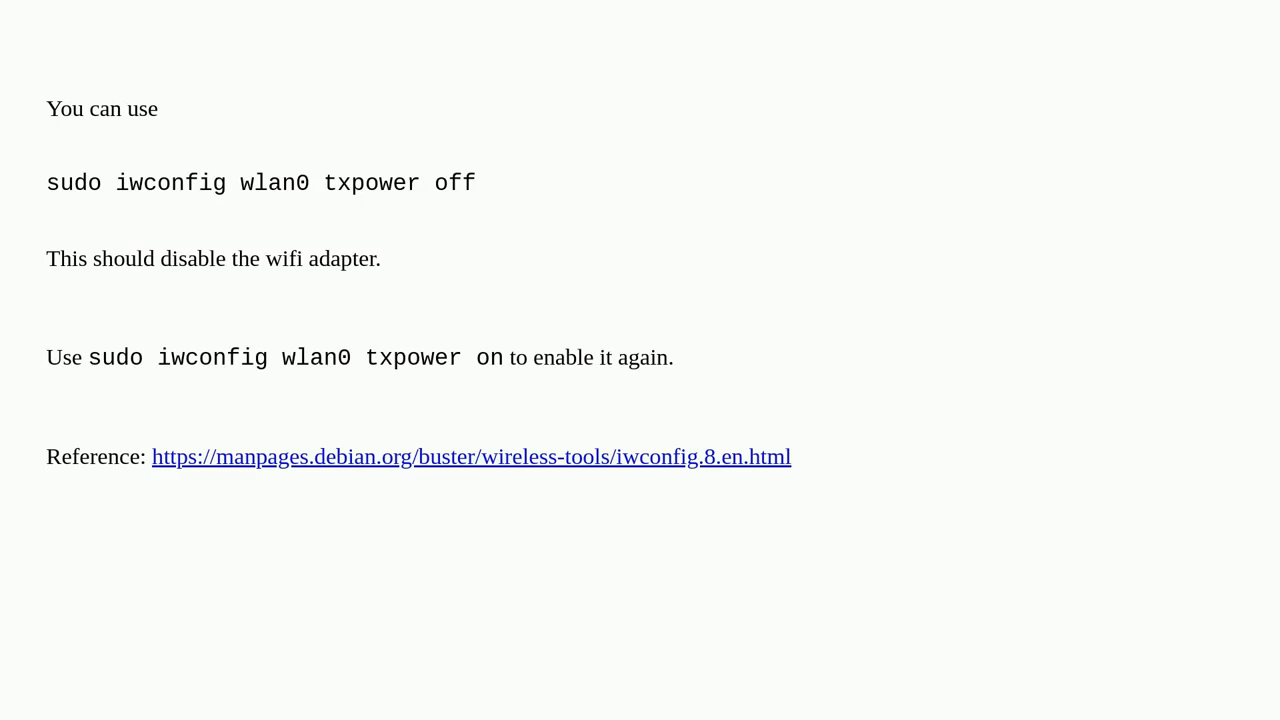 You can use
sudo iwconfig wlan0 txpower off
This should disable the wifi adapter.
Use sudo iwconfig wlan0 txpower on to enable it again.
Reference: https://manpages.debian.org/buster/wireless-tools/iwconfig.8.en.html